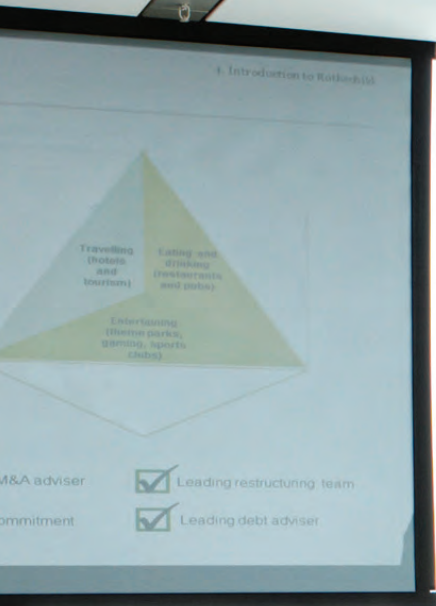 1. Introduction to Rothschild
Travelling
(hotels
and
tourism)
Eating and
drinking
(restaurants
and pubs)
Entertaining
(theme parks,
gaming, sports
clubs)
M&A adviser
Leading restructuring team
ommitment
Leading debt adviser